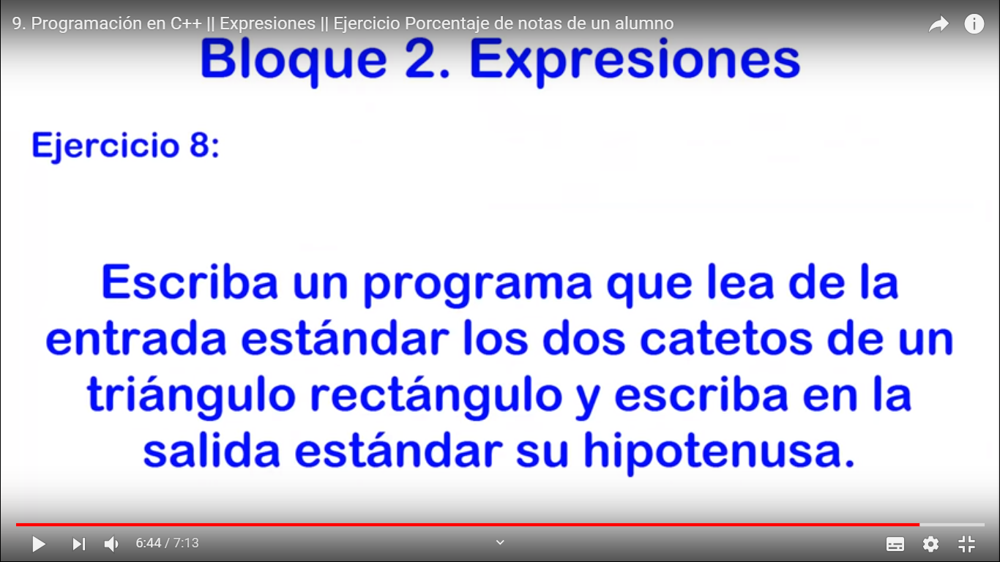 9. Programación en C++ || Expresiones || Ejercicio Porcentaje de notas de un alumno
Bloque 2. Expresiones
Ejercicio 8:
Escriba un programa que lea de la
entrada estándar los dos catetos de un
triángulo rectángulo y escriba en la
salida estándar su hipotenusa.
6:44 / 7:13